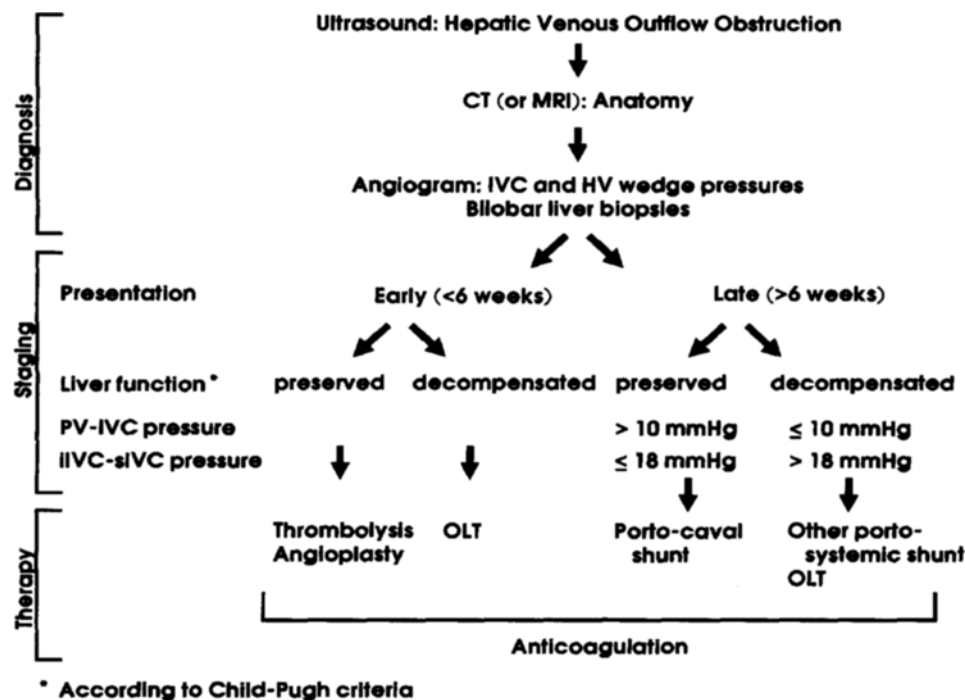 Diagnosis
Ultrasound: Hepatic Venous Outflow Obstruction
CT (or MRI): Anatomy
Angiogram: IVC and HV wedge pressures
Bilobar liver biopsies
Staging
Presentation Early (<6 weeks) Late (>6 weeks)
Liver function* preserved decompensated preserved decompensated
PV-IVC pressure > 10 mmHg ≤ 10 mmHg
iIVC-sIVC pressure ≤ 18 mmHg > 18 mmHg
Therapy
Thrombolysis OLT Porto-caval Other porto-
Angioplasty shunt systemic shunt
OLT
Anticoagulation
* According to Child-Pugh criteria